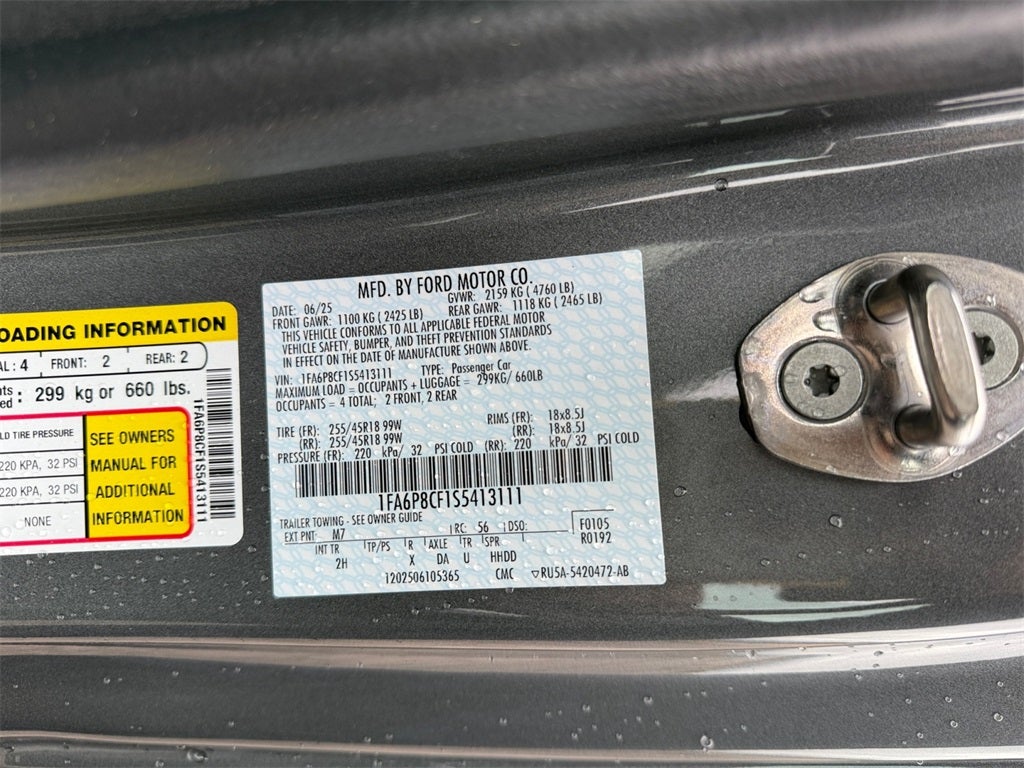 OADING INFORMATION
AL: 4 FRONT: 2 REAR: 2
nts
ed: 299 kg or 660 lbs.
LD TIRE PRESSURE
220 KPA, 32 PSI
220 KPA, 32 PSI
NONE
SEE OWNERS
MANUAL FOR
ADDITIONAL
INFORMATION
1FA6P8CF1S5413111
MFD. BY FORD MOTOR CO.
DATE: 06/25 GVWR: 2159 KG ( 4760 LB)
FRONT GAWR: 1100 KG ( 2425 LB) REAR GAWR: 1118 KG ( 2465 LB)
THIS VEHICLE CONFORMS TO ALL APPLICABLE FEDERAL MOTOR
VEHICLE SAFETY, BUMPER, AND THEFT PREVENTION STANDARDS
IN EFFECT ON THE DATE OF MANUFACTURE SHOWN ABOVE.
VIN: 1FA6P8CF1S5413111 TYPE: Passenger Car
MAXIMUM LOAD = OCCUPANTS + LUGGAGE = 299KG/ 660LB
OCCUPANTS = 4 TOTAL; 2 FRONT, 2 REAR
TIRE (FR): 255/45R18 99W RIMS (FR): 18x8.5J
(RR): 255/45R18 99W (RR): 18x8.5J
PRESSURE (FR): 220 kPa/ 32 PSI COLD (RR): 220 kPa/ 32 PSI COLD
1FA6P8CF1S5413111
TRAILER TOWING - SEE OWNER GUIDE
EXT PNT: M7 RC: 56 DSO: F0105
R0192
INT TR TP/PS R AXLE TR SPR
2H X DA U HHDD
1202506105365 CMC ▽RU5A-5420472-AB